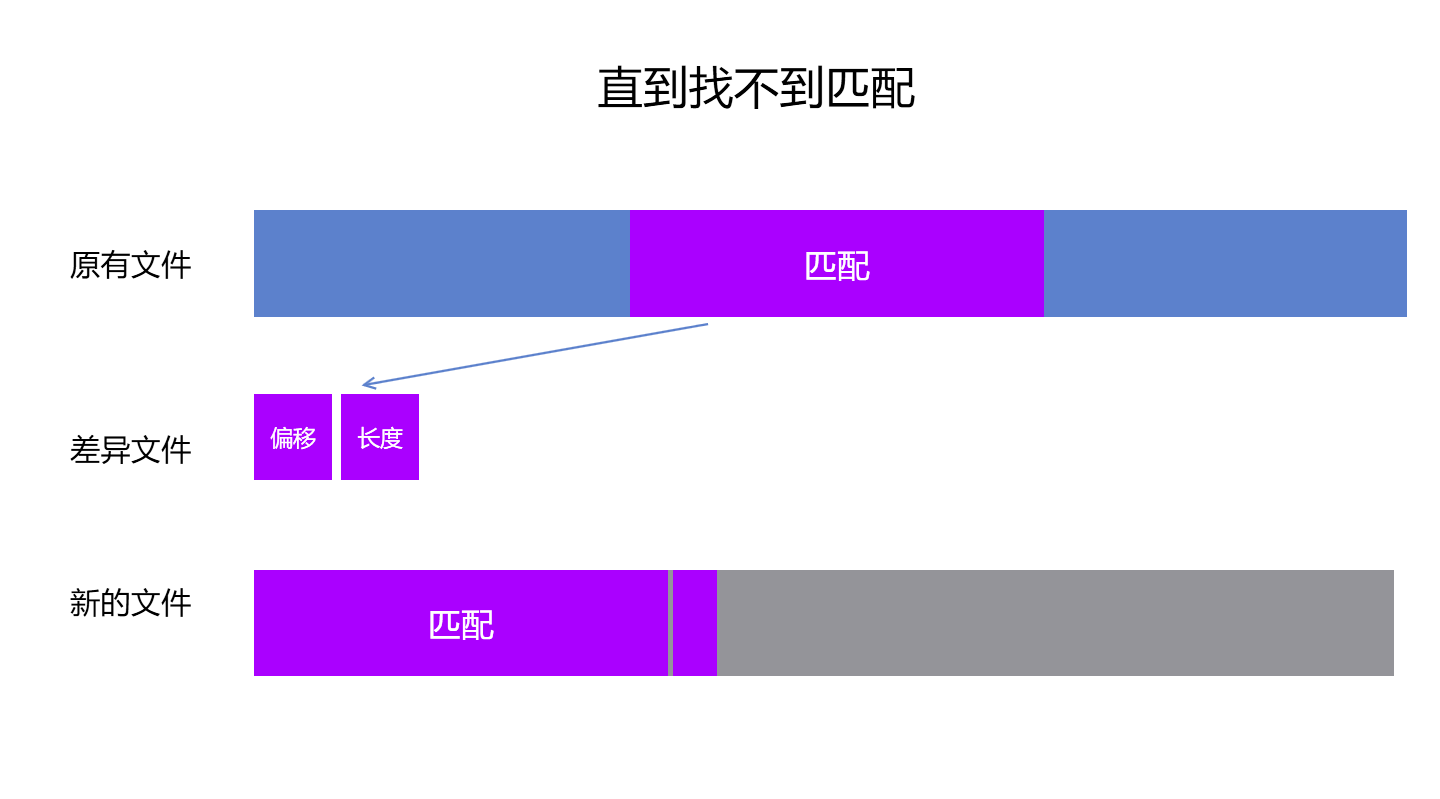 直到找不到匹配
原有文件
匹配
差异文件
偏移
长度
新的文件
匹配